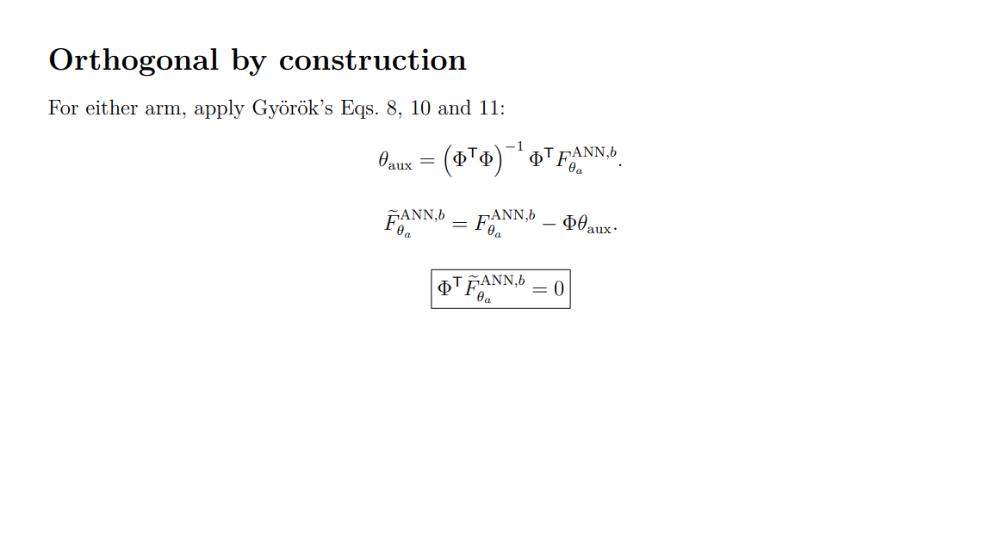 Orthogonal by construction
For either arm, apply Györök's Eqs. 8, 10 and 11:
θ_aux = (Φ^⊤Φ)^{−1} Φ^⊤ F_{θ_a}^{ANN,b}.
F̃_{θ_a}^{ANN,b} = F_{θ_a}^{ANN,b} − Φθ_aux.
Φ^⊤ F̃_{θ_a}^{ANN,b} = 0